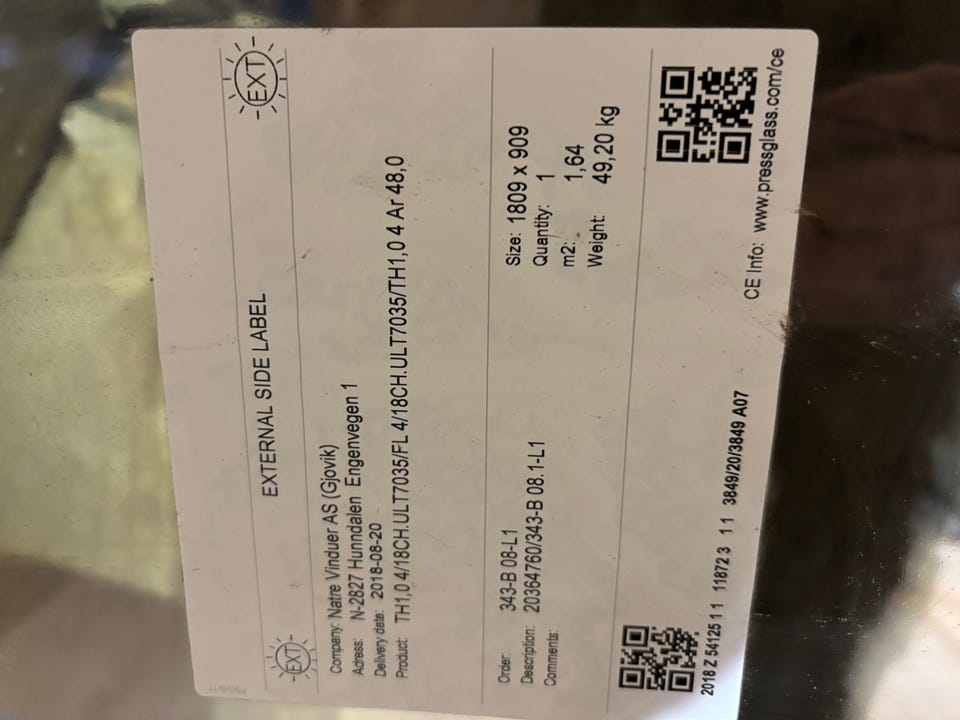 EXT
EXTERNAL SIDE LABEL
EXT
Company: Natre Vinduer AS (Gjovik)
Adress: N-2827 Hunndalen Engenvegen 1
Delivery date: 2018-08-20
Product: TH1,0 4/18CH.ULT7035/FL 4/18CH.ULT7035/TH1,0 4 Ar 48,0
Order: 343-B 08-L1
Description: 20364760/343-B 08.1-L1
Comments:
Size: 1809 x 909
Quantity: 1
m2: 1,64
Weight: 49,20 kg
2018 Z 54125 1 1 11872 3 1 1 3849/20/3849 A07
CE Info: www.pressglass.com/ce